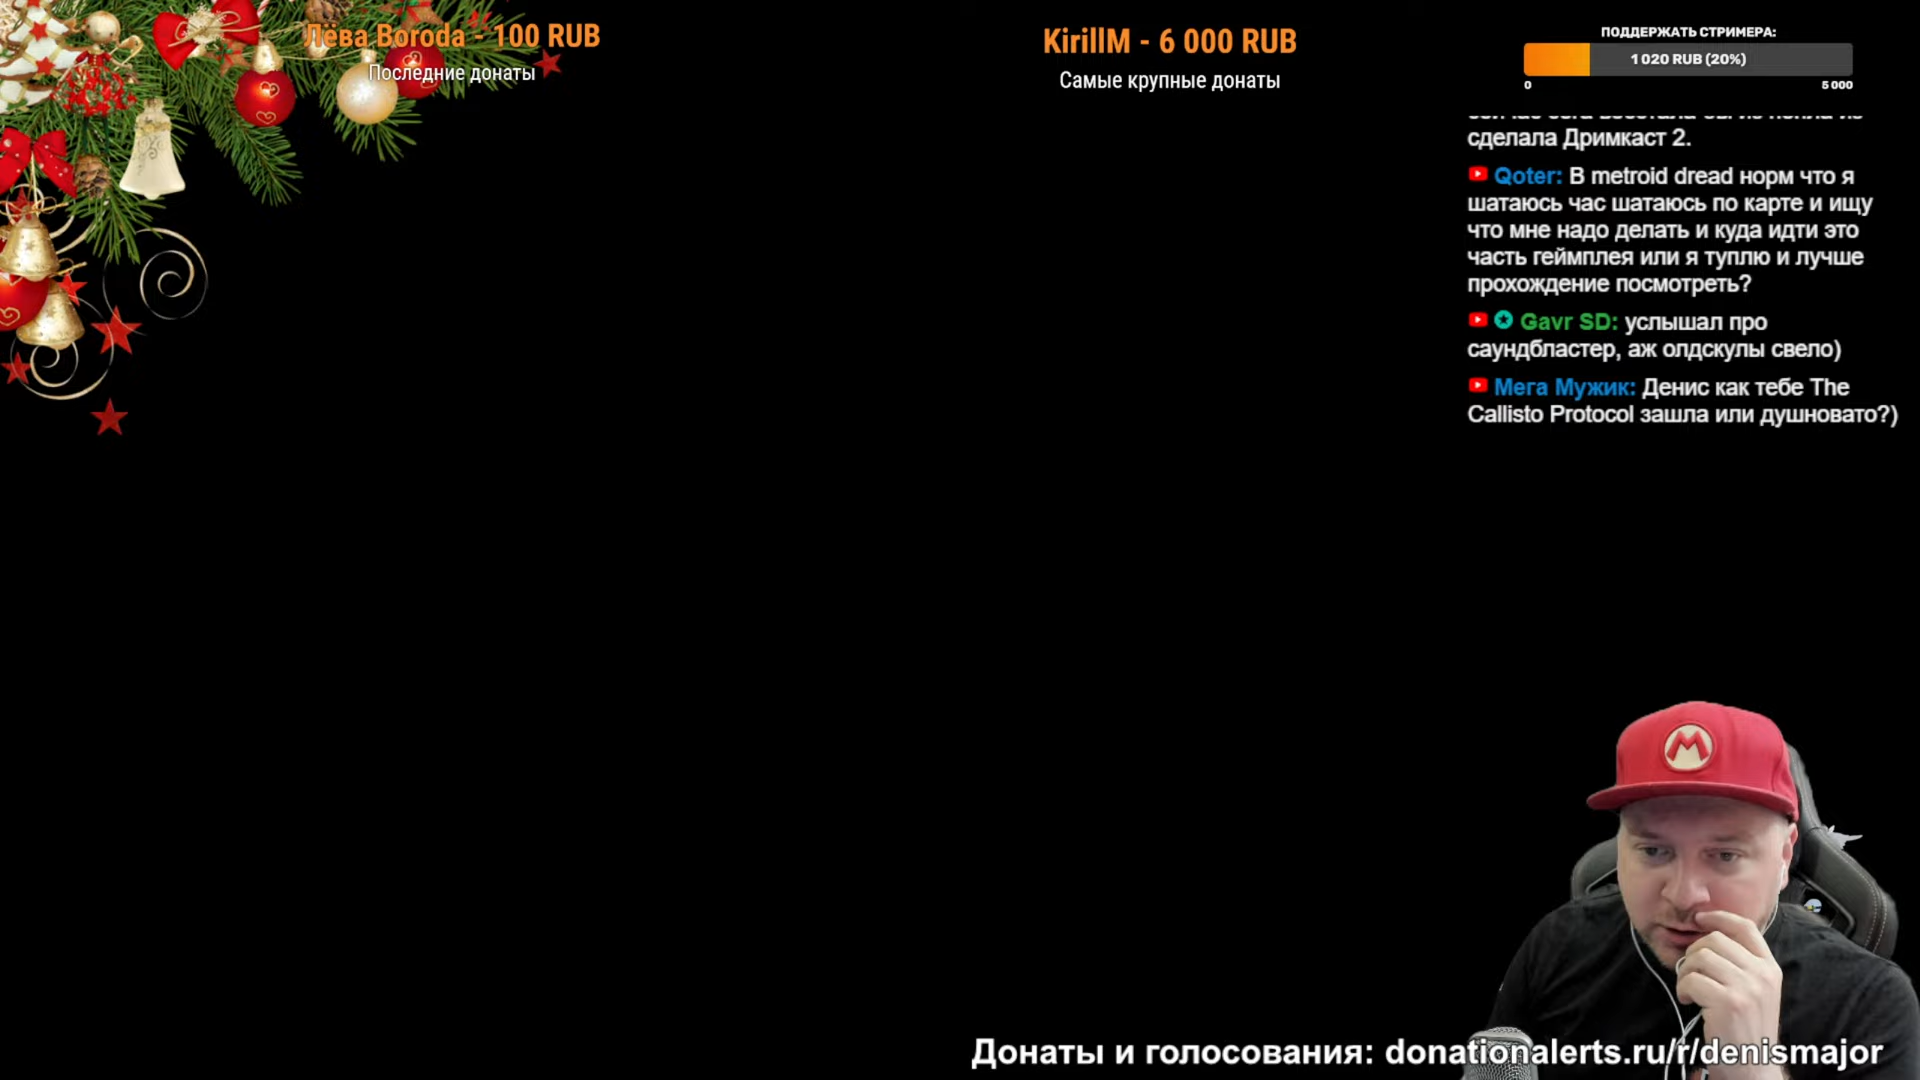 Лёва Boroda - 100 RUB
Последние донаты
KirillM - 6 000 RUB
Самые крупные донаты
ПОДДЕРЖАТЬ СТРИМЕРА:
1 020 RUB (20%)
0 5 000
сделала Дримкаст 2.
Qoter: В metroid dread норм что я
шатаюсь час шатаюсь по карте и ищу
что мне надо делать и куда идти это
часть геймплея или я туплю и лучше
прохождение посмотреть?
Gavr SD: услышал про
саундбластер, аж олдскулы свело)
Мега Мужик: Денис как тебе The
Callisto Protocol зашла или душновато?)
M
Донаты и голосования: donationalerts.ru/r/denismajor